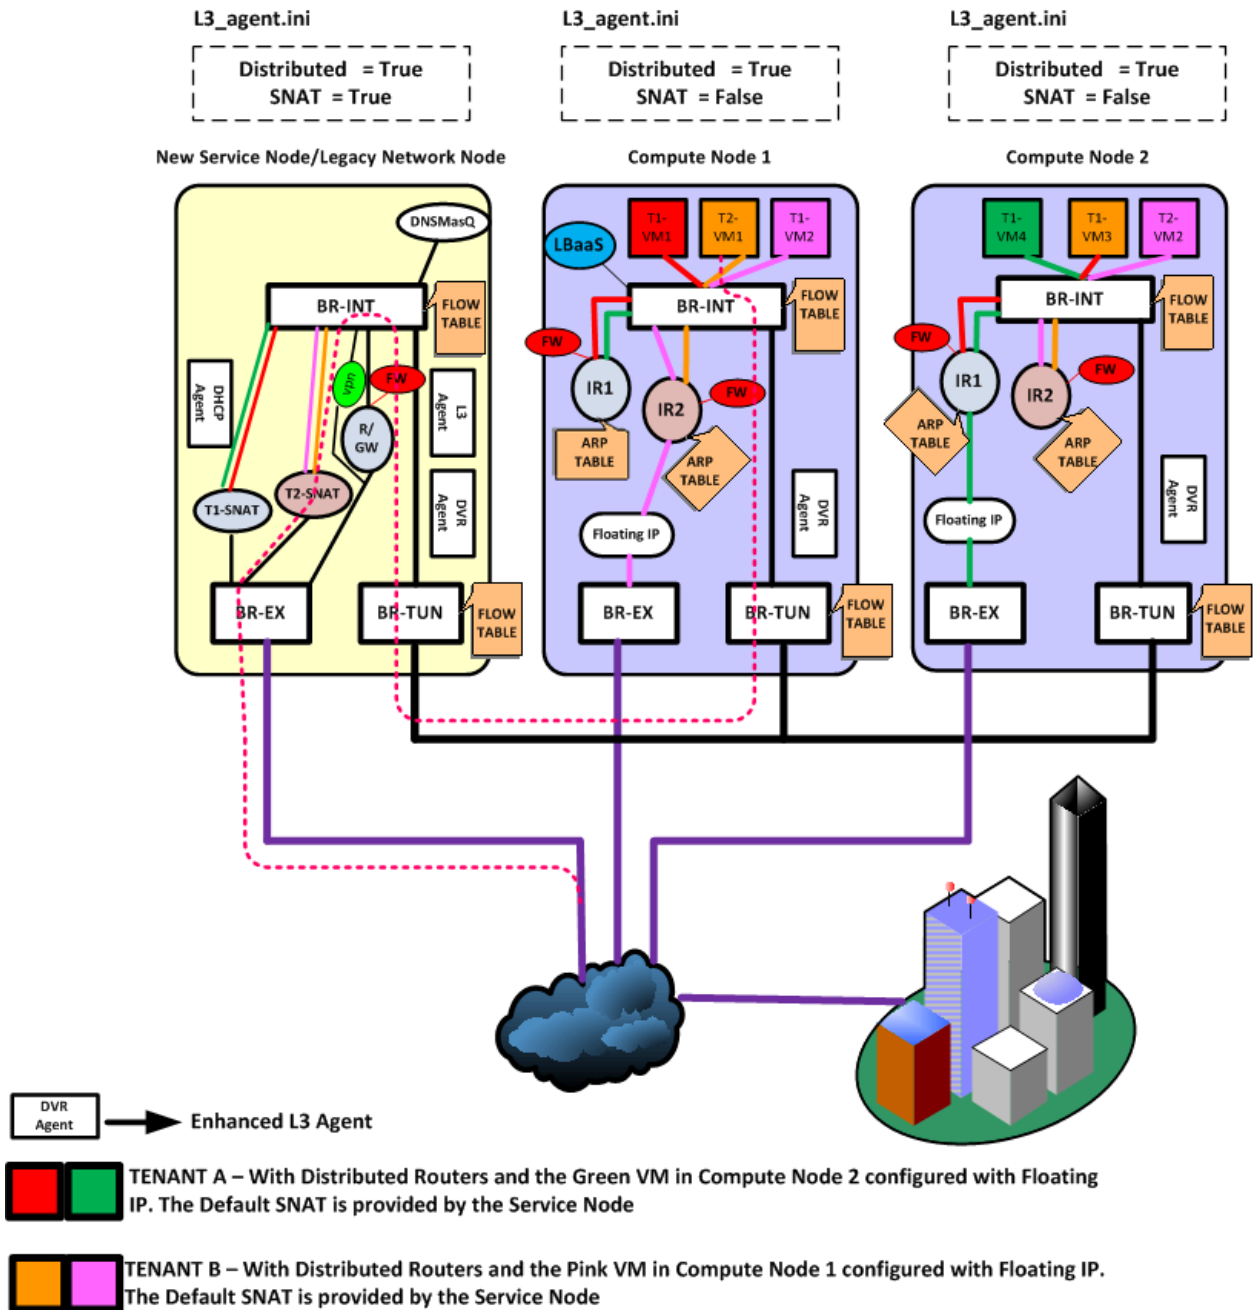 L3_agent.ini
L3_agent.ini
L3_agent.ini
Distributed = True
SNAT = True
Distributed = True
SNAT = False
Distributed = True
SNAT = False
New Service Node/Legacy Network Node
Compute Node 1
Compute Node 2
DNSMasQ
BR-INT
FLOW
TABLE
DHCP
Agent
vpn
FW
R/
GW
L3
Agent
T1-SNAT
T2-SNAT
DVR
Agent
BR-EX
BR-TUN
FLOW
TABLE
LBaaS
T1-
VM1
T2-
VM1
T1-
VM2
BR-INT
FLOW
TABLE
FW
IR1
ARP
TABLE
IR2
FW
ARP
TABLE
Floating IP
DVR
Agent
BR-EX
BR-TUN
FLOW
TABLE
T1-
VM4
T1-
VM3
T2-
VM2
BR-INT
FLOW
TABLE
FW
IR1
ARP
TABLE
IR2
FW
ARP
TABLE
Floating IP
DVR
Agent
BR-EX
BR-TUN
FLOW
TABLE
DVR
Agent
Enhanced L3 Agent
TENANT A – With Distributed Routers and the Green VM in Compute Node 2 configured with Floating
IP. The Default SNAT is provided by the Service Node
TENANT B – With Distributed Routers and the Pink VM in Compute Node 1 configured with Floating IP.
The Default SNAT is provided by the Service Node